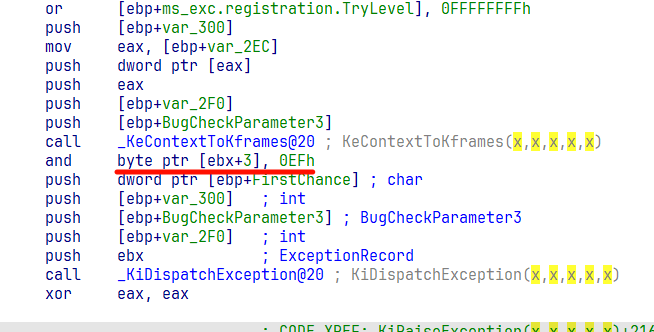 or [ebp+ms_exc.registration.TryLevel], 0FFFFFFFFh
push [ebp+var_300]
mov eax, [ebp+var_2EC]
push dword ptr [eax]
push eax
push [ebp+var_2F0]
push [ebp+BugCheckParameter3]
call _KeContextToKframes@20 ; KeContextToKframes(x,x,x,x,x)
and byte ptr [ebx+3], 0EFh
push dword ptr [ebp+FirstChance] ; char
push [ebp+var_300] ; int
push [ebp+BugCheckParameter3] ; BugCheckParameter3
push [ebp+var_2F0] ; int
push ebx ; ExceptionRecord
call _KiDispatchException@20 ; KiDispatchException(x,x,x,x,x)
xor eax, eax
; CODE XREF: KiRaiseException(x,x,x,x,x)+216